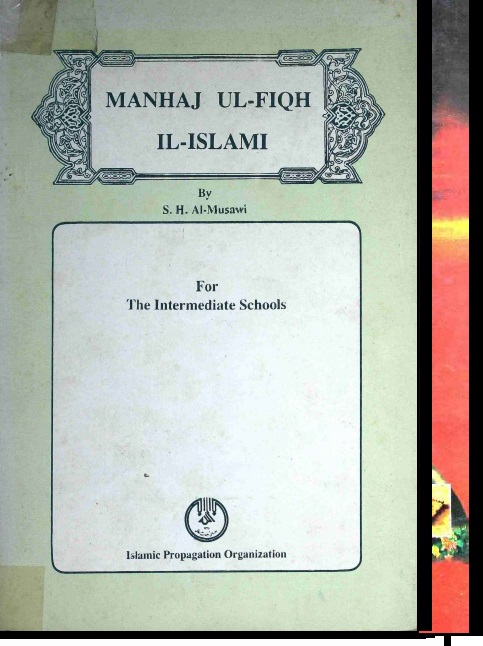 MANHAJ UL-FIQH
IL-ISLAMI
By
S. H. Al-Musawi
For
The Intermediate Schools
Islamic Propagation Organization